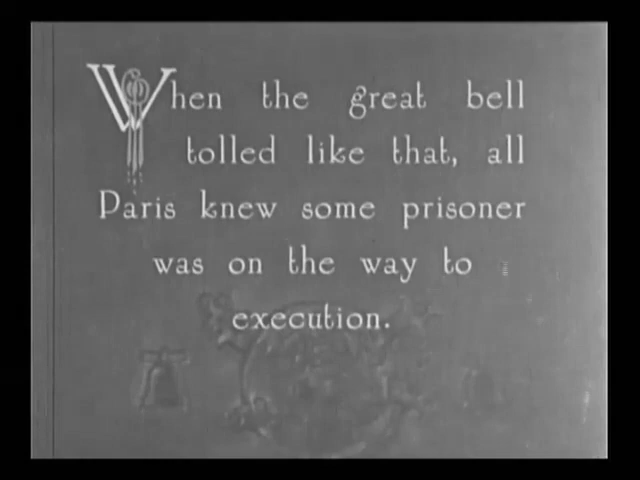 When the great bell
tolled like that, all
Paris knew some prisoner
was on the way to
execution.